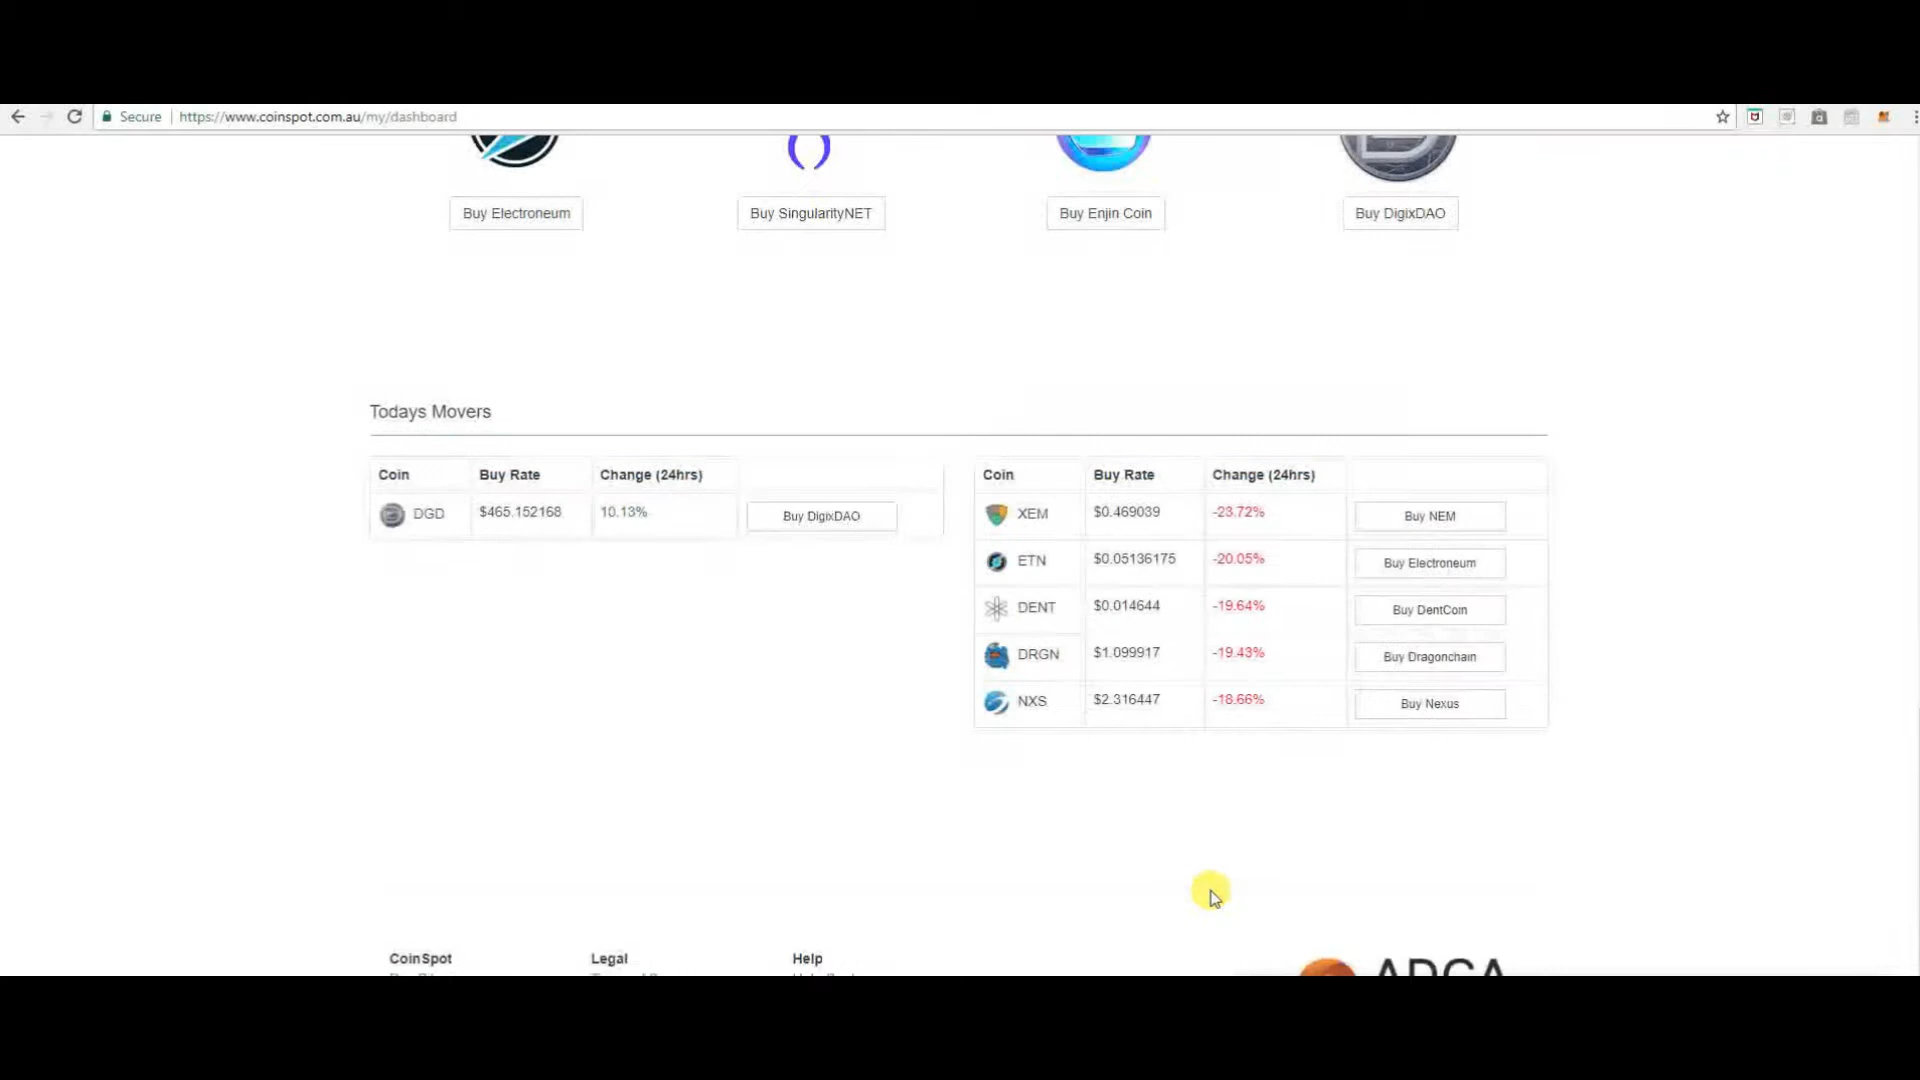 Secure https://www.coinspot.com.au/my/dashboard
Buy Electroneum Buy SingularityNET Buy Enjin Coin Buy DigixDAO
Todays Movers
Coin Buy Rate Change (24hrs)
DGD $465.152168 10.13% Buy DigixDAO
Coin Buy Rate Change (24hrs)
XEM $0.469039 -23.72% Buy NEM
ETN $0.05136175 -20.05% Buy Electroneum
DENT $0.014644 -19.64% Buy DentCoin
DRGN $1.099917 -19.43% Buy Dragonchain
NXS $2.316447 -18.66% Buy Nexus
CoinSpot Legal Help